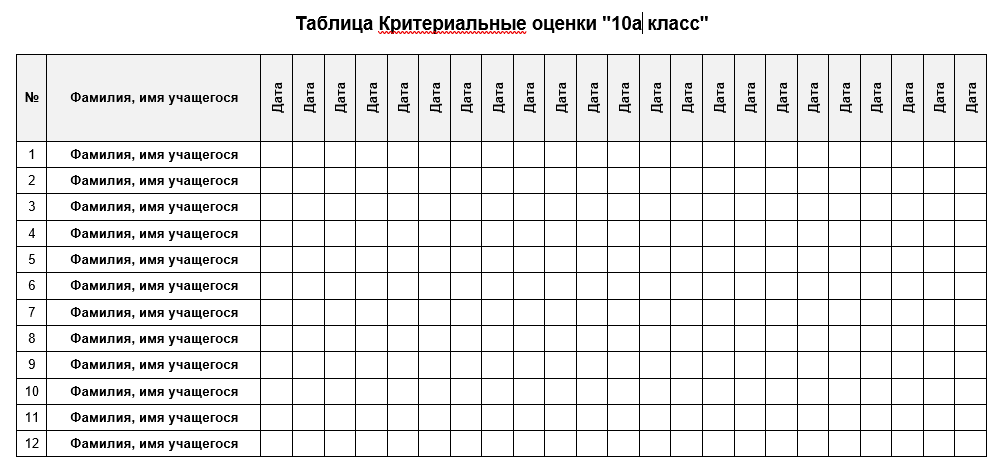 Таблица Критериальные оценки "10а класс"
№ Фамилия, имя учащегося Дата Дата Дата Дата Дата Дата Дата Дата Дата Дата Дата Дата Дата Дата Дата Дата Дата Дата Дата Дата Дата Дата Дата
1 Фамилия, имя учащегося
2 Фамилия, имя учащегося
3 Фамилия, имя учащегося
4 Фамилия, имя учащегося
5 Фамилия, имя учащегося
6 Фамилия, имя учащегося
7 Фамилия, имя учащегося
8 Фамилия, имя учащегося
9 Фамилия, имя учащегося
10 Фамилия, имя учащегося
11 Фамилия, имя учащегося
12 Фамилия, имя учащегося